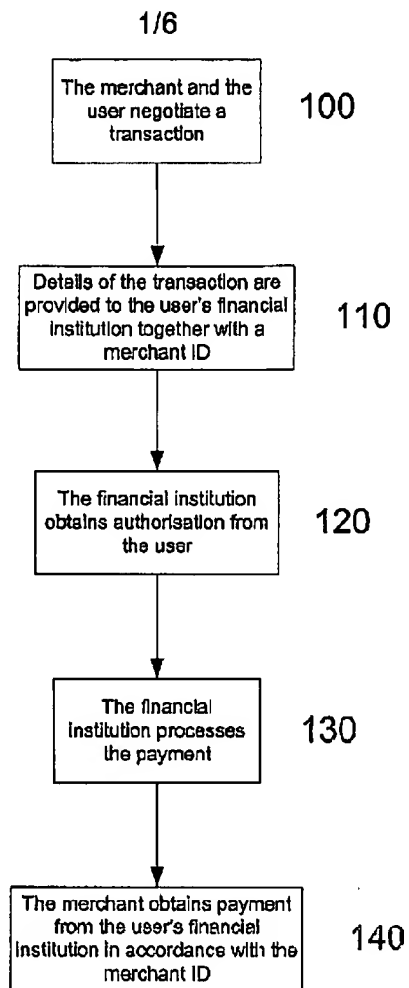 1/6
The merchant and the
user negotiate a
transaction
100
Details of the transaction are
provided to the user's financial
institution together with a
merchant ID
110
The financial institution
obtains authorisation from
the user
120
The financial
institution processes
the payment
130
The merchant obtains payment
from the user's financial
institution in accordance with the
merchant ID
140